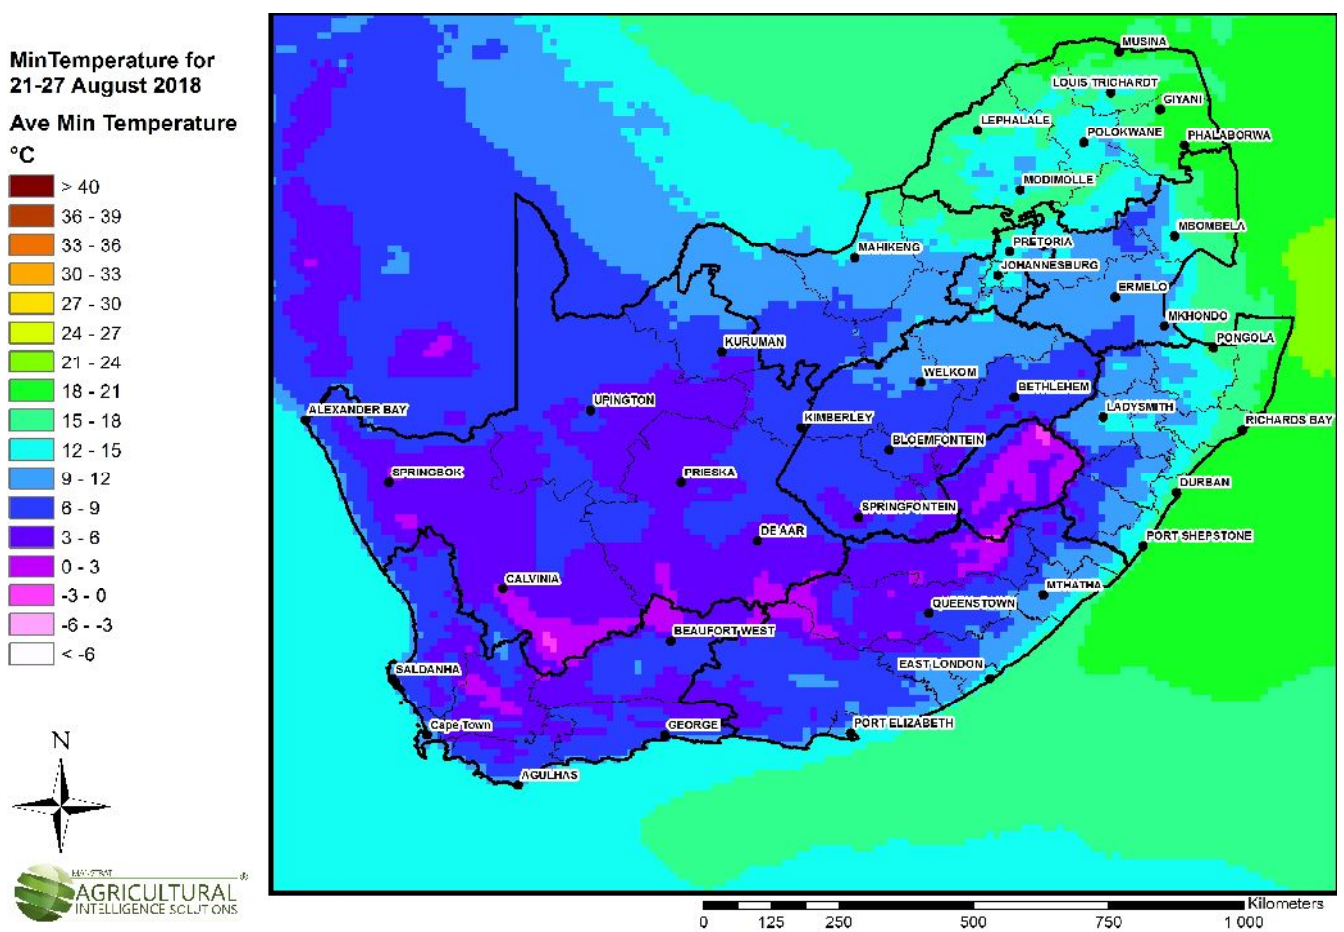 MinTemperature for
21-27 August 2018
Ave Min Temperature
°C
> 40
36 - 39
33 - 36
30 - 33
27 - 30
24 - 27
21 - 24
18 - 21
15 - 18
12 - 15
9 - 12
6 - 9
3 - 6
0 - 3
-3 - 0
-6 - -3
< -6
N
AGRICULTURAL
INTELLIGENCE SOLUTIONS
®
MUSINA
LOUIS TRICHARDT
GIYANI
LEPHALALE
POLOKWANE
PHALABORWA
MODIMOLLE
MBOMBELA
PRETORIA
MAHIKENG
JOHANNESBURG
ERMELO
MKHONDO
KURUMAN
PONGOLA
WELKOM
BETHLEHEM
UPINGTON
ALEXANDER BAY
LADYSMITH
KIMBERLEY
RICHARDS BAY
BLOEMFONTEIN
SPRINGBOK
PRIESKA
DURBAN
SPRINGFONTEIN
DE AAR
PORT SHEPSTONE
CALVINIA
MTHATHA
QUEENSTOWN
BEAUFORT WEST
EAST LONDON
SALDANHA
Cape Town
GEORGE
PORT ELIZABETH
AGULHAS
Kilometers
0 125 250 500 750 1 000